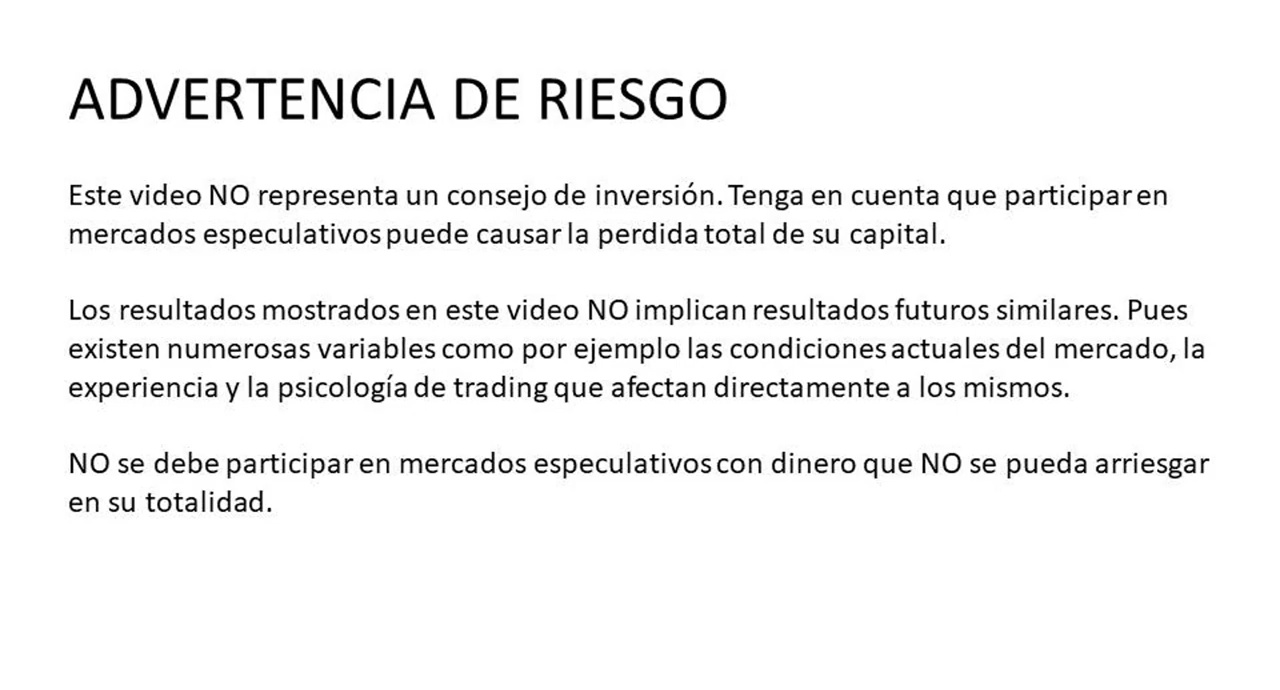 ADVERTENCIA DE RIESGO
Este video NO representa un consejo de inversión. Tenga en cuenta que participar en
mercados especulativos puede causar la perdida total de su capital.
Los resultados mostrados en este video NO implican resultados futuros similares. Pues
existen numerosas variables como por ejemplo las condiciones actuales del mercado, la
experiencia y la psicología de trading que afectan directamente a los mismos.
NO se debe participar en mercados especulativos con dinero que NO se pueda arriesgar
en su totalidad.